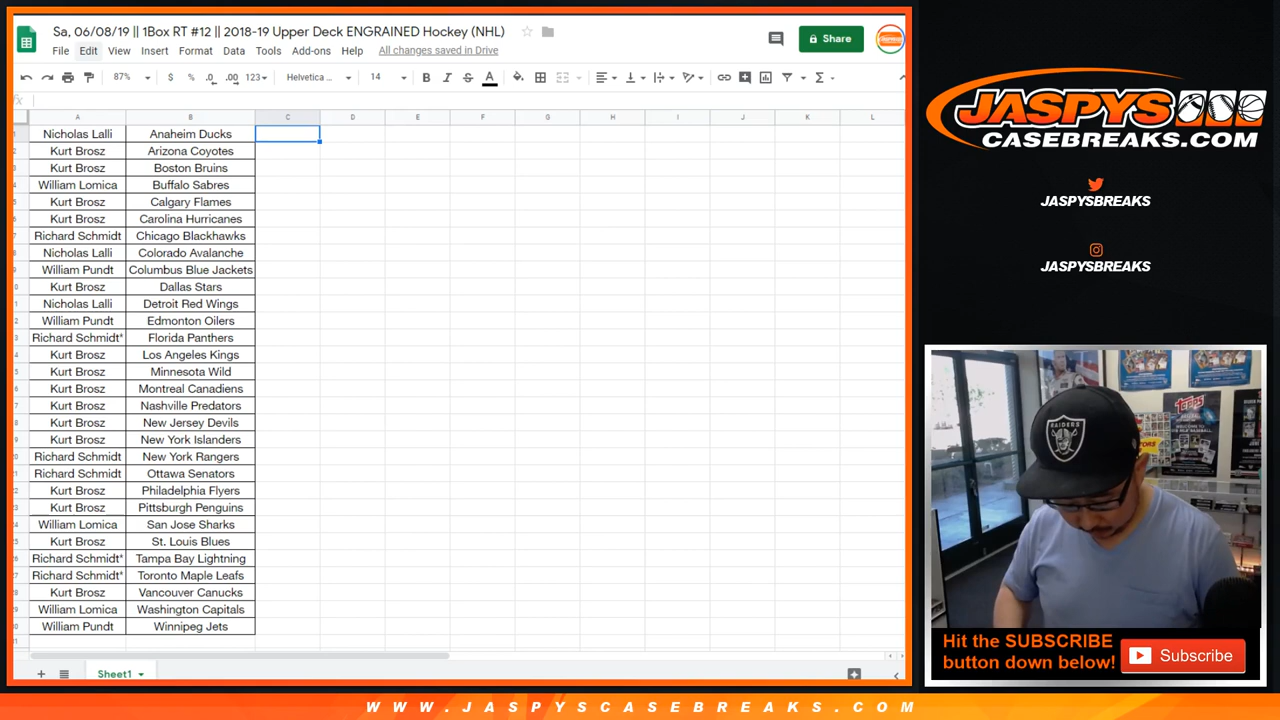 Sa, 06/08/19 || 1Box RT #12 || 2018-19 Upper Deck ENGRAINED Hockey (NHL)
File Edit View Insert Format Data Tools Add-ons Help All changes saved in Drive
Share
87% $ % .0 .00 123 Helvetica ... 14 B I S A
fx
A B C D E F G H I J K L
Nicholas Lalli Anaheim Ducks
Kurt Brosz Arizona Coyotes
Kurt Brosz Boston Bruins
William Lomica Buffalo Sabres
Kurt Brosz Calgary Flames
Kurt Brosz Carolina Hurricanes
Richard Schmidt Chicago Blackhawks
Nicholas Lalli Colorado Avalanche
William Pundt Columbus Blue Jackets
Kurt Brosz Dallas Stars
Nicholas Lalli Detroit Red Wings
William Pundt Edmonton Oilers
Richard Schmidt* Florida Panthers
Kurt Brosz Los Angeles Kings
Kurt Brosz Minnesota Wild
Kurt Brosz Montreal Canadiens
Kurt Brosz Nashville Predators
Kurt Brosz New Jersey Devils
Kurt Brosz New York Islanders
Richard Schmidt New York Rangers
Richard Schmidt Ottawa Senators
Kurt Brosz Philadelphia Flyers
Kurt Brosz Pittsburgh Penguins
William Lomica San Jose Sharks
Kurt Brosz St. Louis Blues
Richard Schmidt* Tampa Bay Lightning
Richard Schmidt* Toronto Maple Leafs
Kurt Brosz Vancouver Canucks
William Lomica Washington Capitals
William Pundt Winnipeg Jets
Sheet1
JASPYS
CASEBREAKS.COM
JASPYSBREAKS
JASPYSBREAKS
RAIDERS
TOPPS
Hit the SUBSCRIBE
button down below!
Subscribe
WWW.JASPYSCASEBREAKS.COM